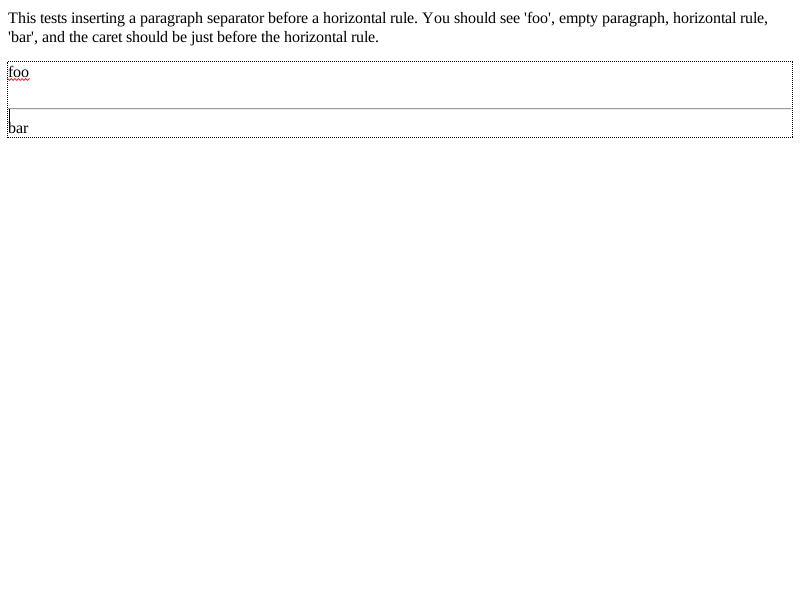 This tests inserting a paragraph separator before a horizontal rule. You should see 'foo', empty paragraph, horizontal rule,
'bar', and the caret should be just before the horizontal rule.
foo
bar